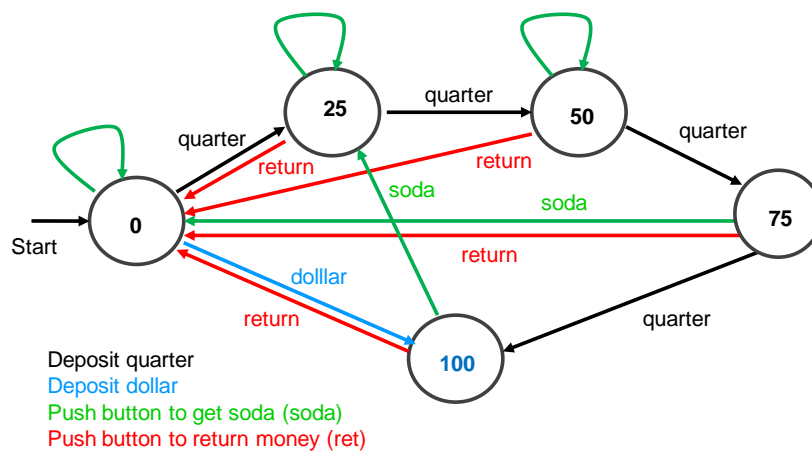 25
quarter
50
quarter
quarter
return
return
soda
soda
75
Start
0
return
dolllar
return
quarter
100
Deposit quarter
Deposit dollar
Push button to get soda (soda)
Push button to return money (ret)